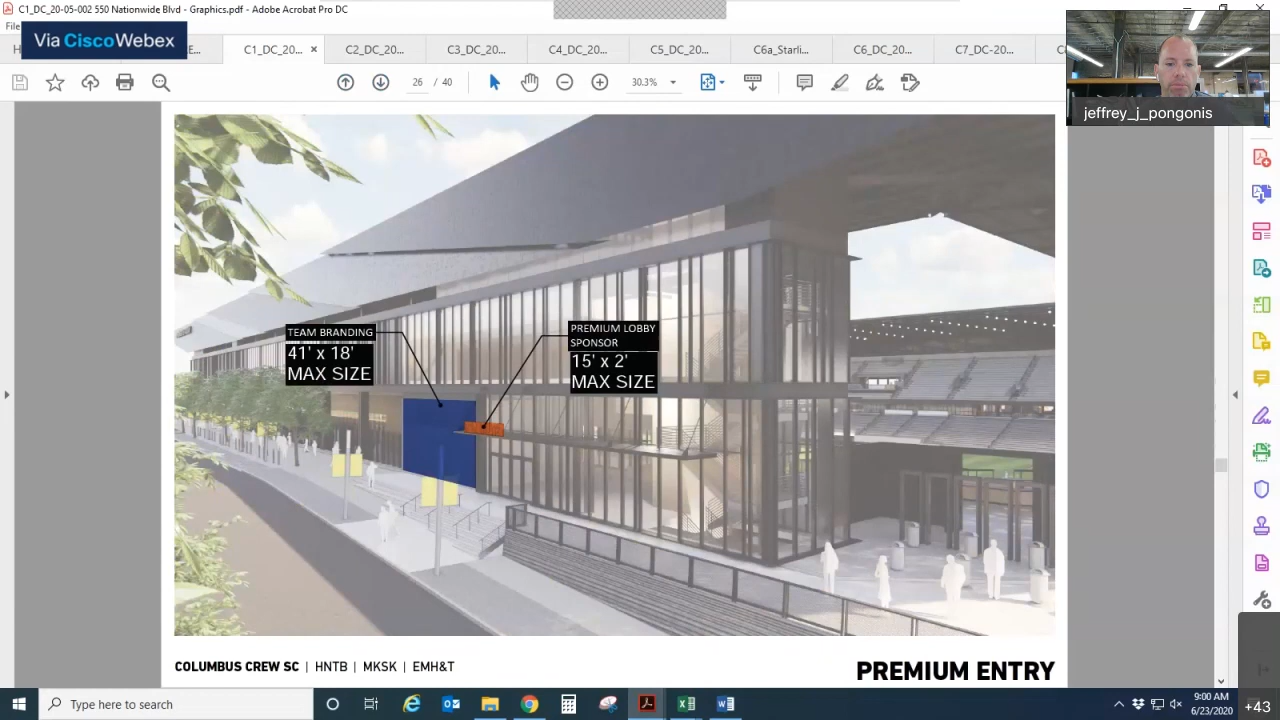 C1_DC_20-05-002 550 Nationwide Blvd - Graphics.pdf - Adobe Acrobat Pro DC
File
Via Cisco Webex
H
E...
C1_DC_20... ×
C2_DC_20...
C3_DC_20...
C4_DC_20...
C5_DC_20...
C6a_Starli...
C6_DC_20...
C7_DC-20...
26 / 40
30.3%
jeffrey_j_pongonis
TEAM BRANDING
41' x 18'
MAX SIZE
PREMIUM LOBBY
SPONSOR
15' x 2'
MAX SIZE
COLUMBUS CREW SC | HNTB | MKSK | EMH&T
PREMIUM ENTRY
Type here to search
9:00 AM
6/23/2020
+43